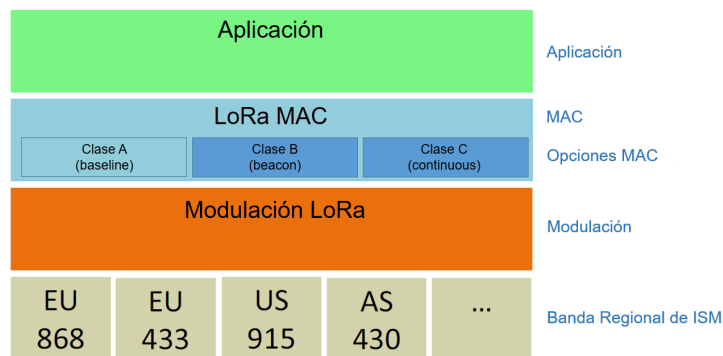 Aplicación
Aplicación
LoRa MAC
MAC
Clase A
(baseline)
Clase B
(beacon)
Clase C
(continuous)
Opciones MAC
Modulación LoRa
Modulación
EU
868
EU
433
US
915
AS
430
...
Banda Regional de ISM